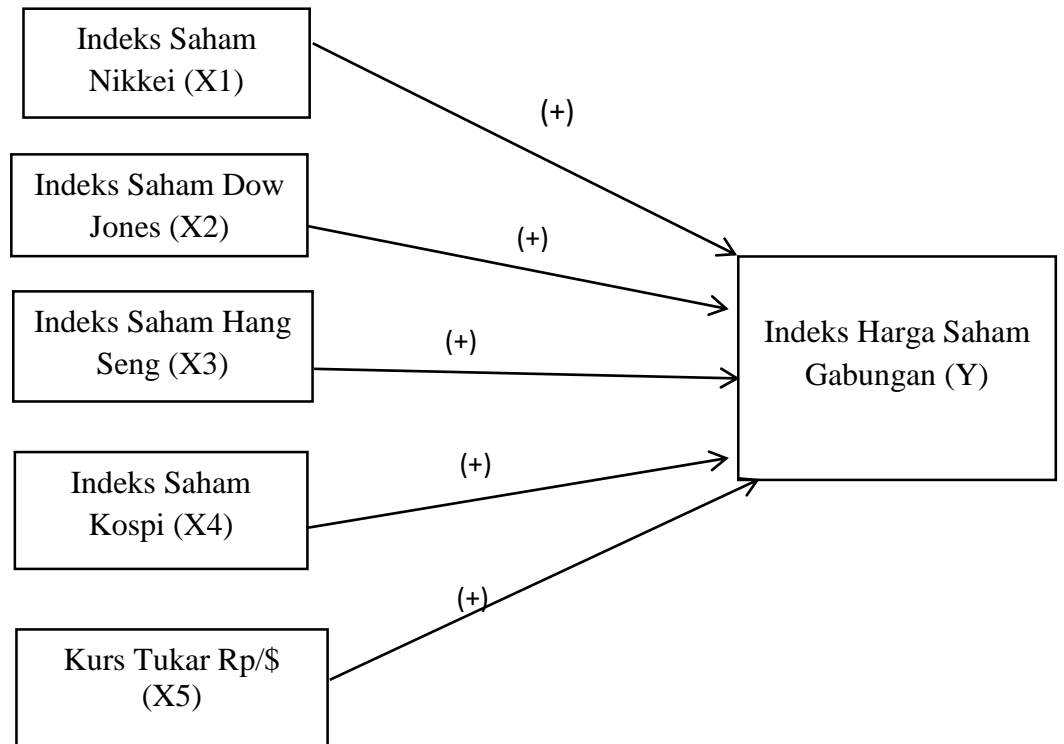 Indeks Saham
Nikkei (X1)
(+)
Indeks Saham Dow
Jones (X2)
(+)
Indeks Saham Hang
Seng (X3)
(+)
Indeks Harga Saham
Gabungan (Y)
Indeks Saham
Kospi (X4)
(+)
Kurs Tukar Rp/$
(X5)
(+)